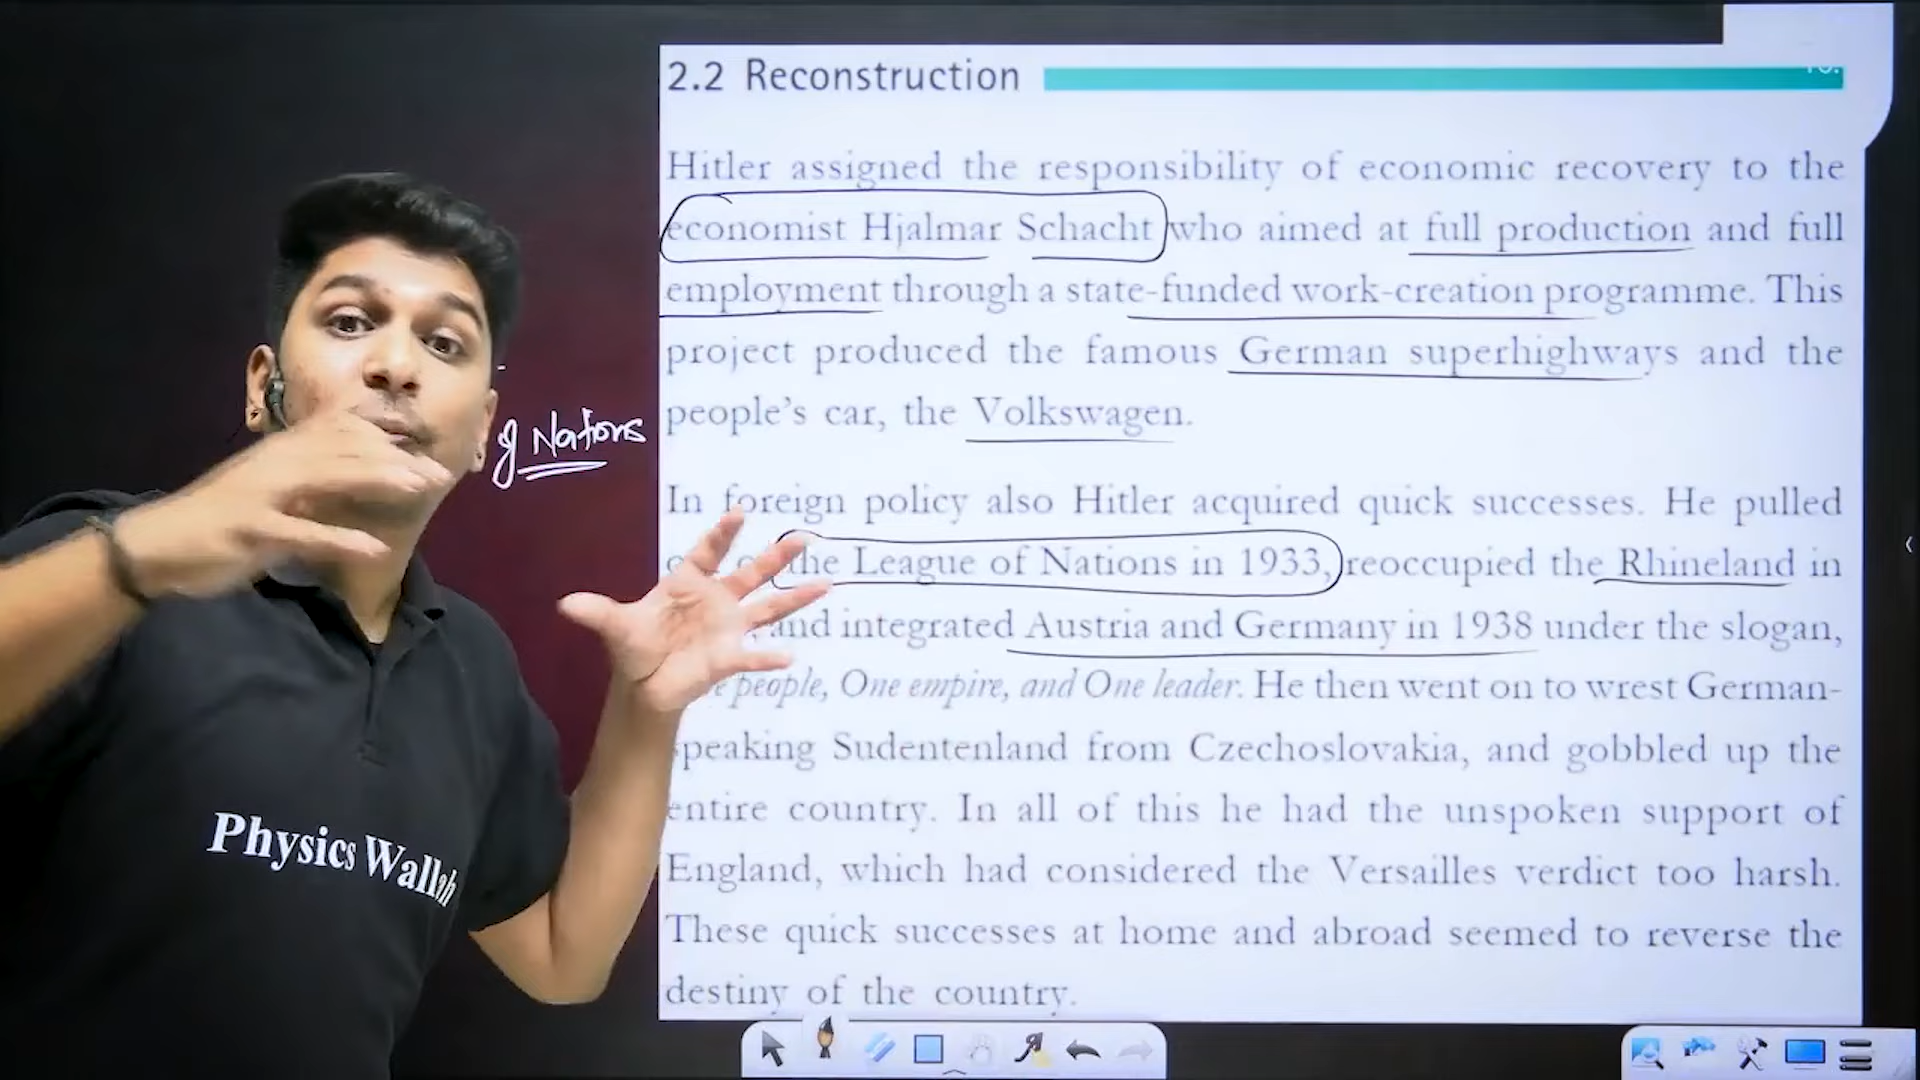 2.2 Reconstruction
Hitler assigned the responsibility of economic recovery to the
economist Hjalmar Schacht who aimed at full production and full
employment through a state-funded work-creation programme. This
project produced the famous German superhighways and the
people's car, the Volkswagen.
Nations
In foreign policy also Hitler acquired quick successes. He pulled
the League of Nations in 1933, reoccupied the Rhineland in
and integrated Austria and Germany in 1938 under the slogan,
people, One empire, and One leader. He then went on to wrest German-
speaking Sudentenland from Czechoslovakia, and gobbled up the
entire country. In all of this he had the unspoken support of
England, which had considered the Versailles verdict too harsh.
These quick successes at home and abroad seemed to reverse the
destiny of the country.
Physics Wallah